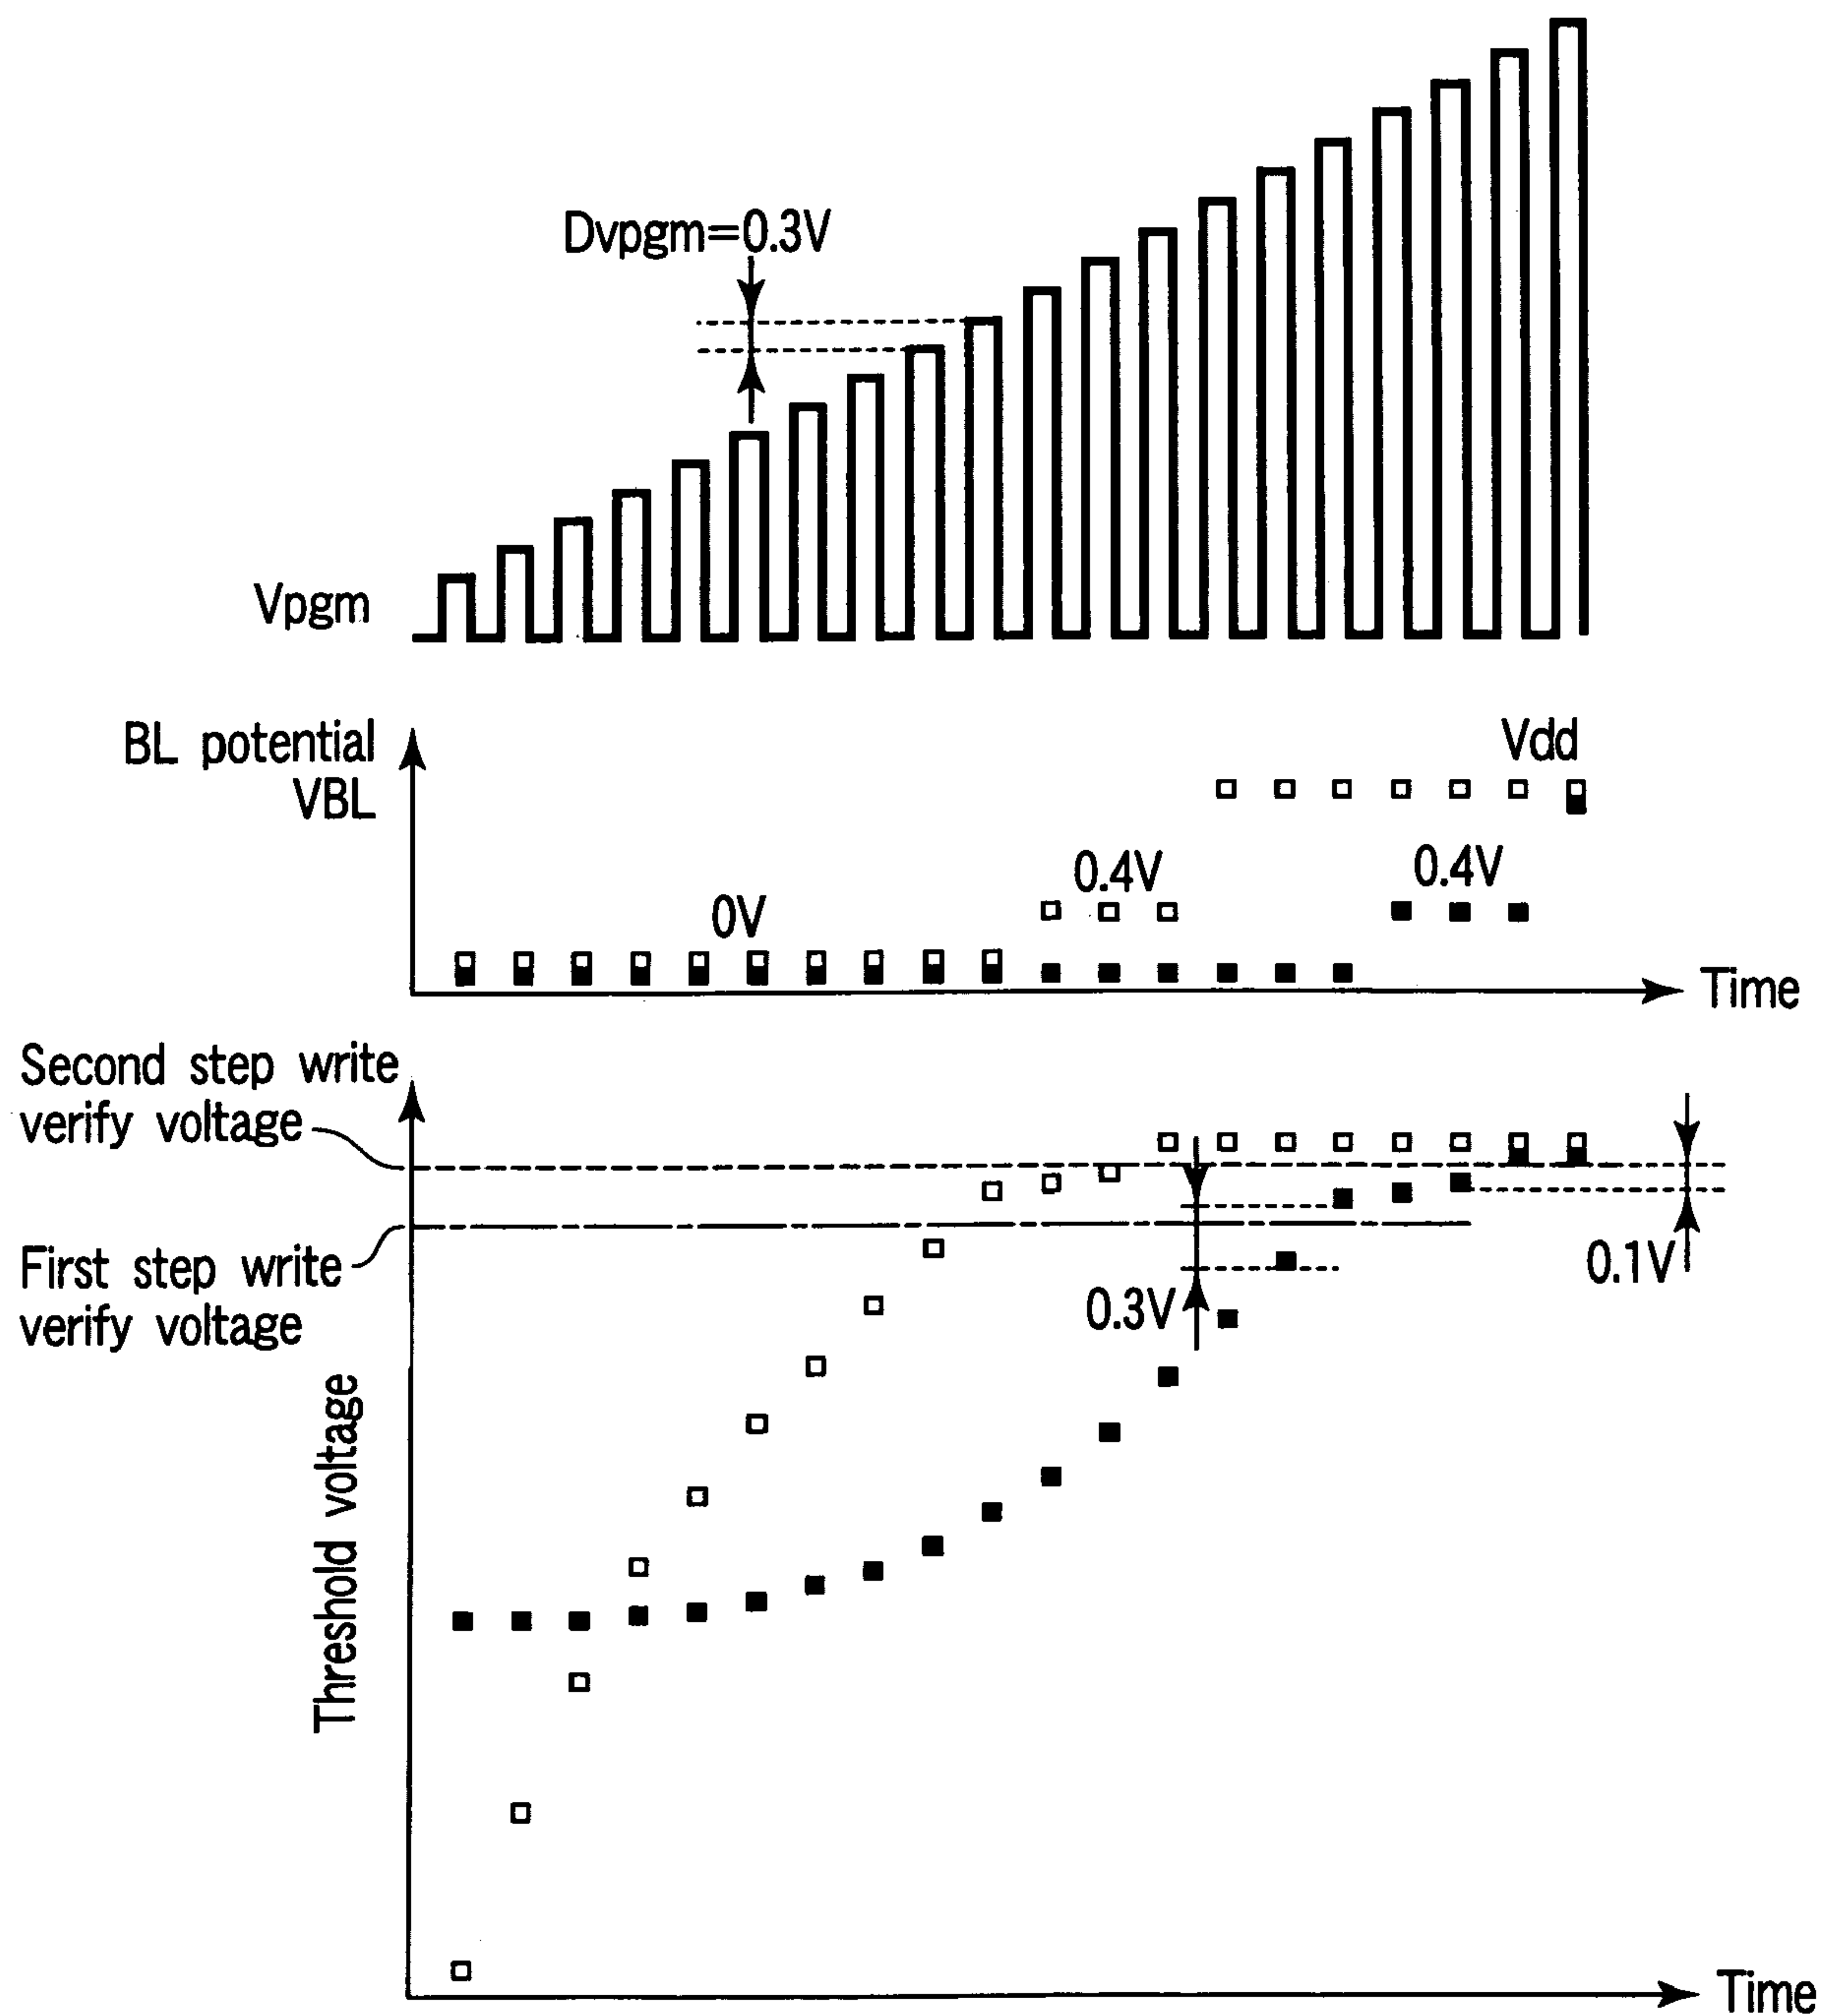 Dvpgm=0.3V
Vpgm
BL potential
VBL
Vdd
0.4V
0.4V
0V
Time
Second step write
verify voltage
First step write
verify voltage
0.3V
0.1V
Threshold voltage
Time